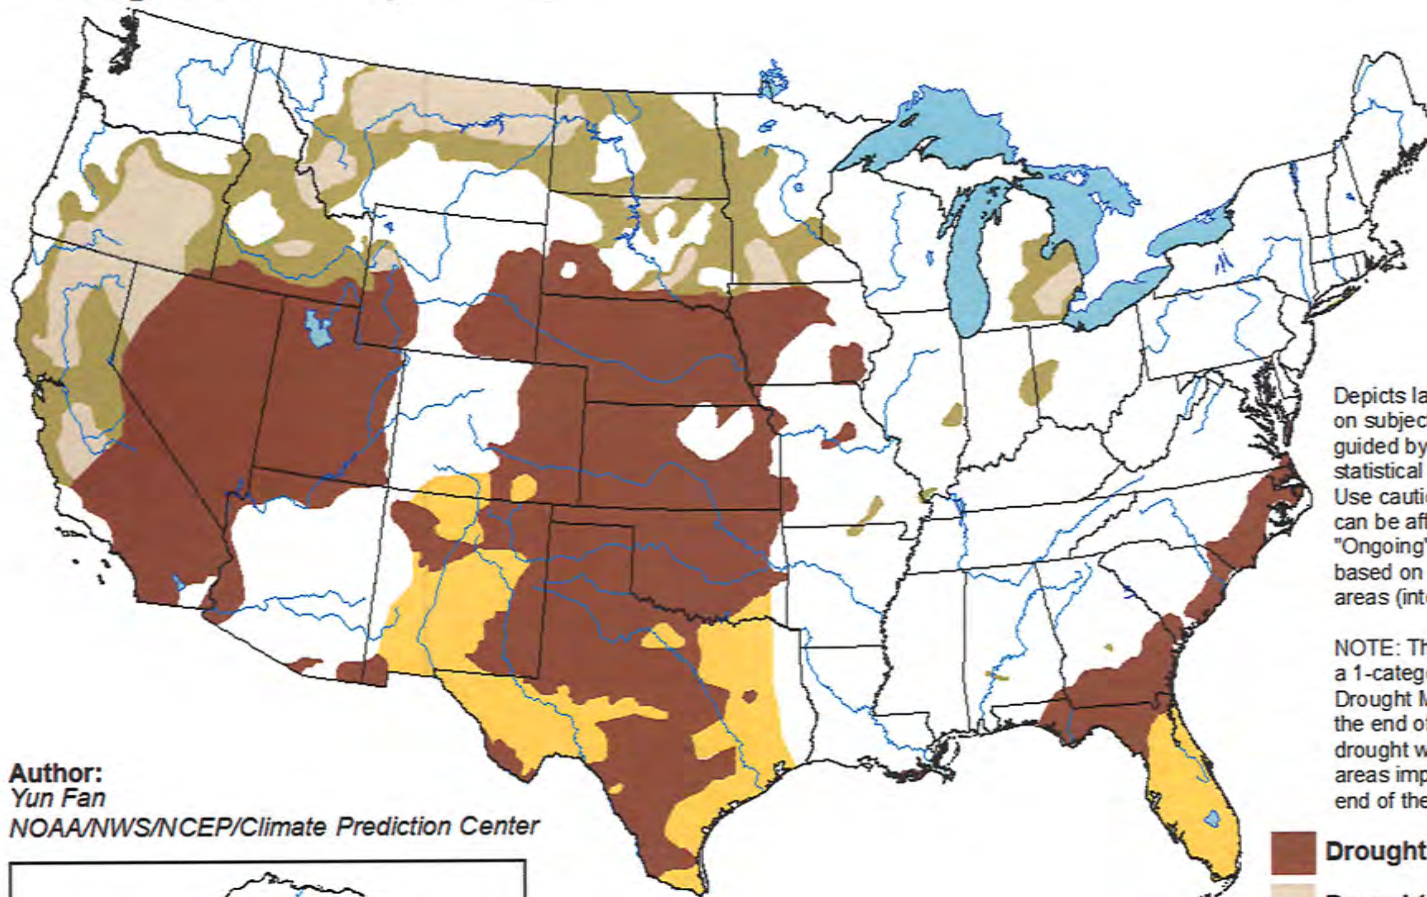 Author:
Yun Fan
NOAA/NWS/NCEP/Climate Prediction Center
Depicts la
on subjec
guided by
statistical
Use cauti
can be aff
"Ongoing"
based on
areas (int
NOTE: Th
a 1-categ
Drought M
the end of
drought w
areas imp
end of the
Drought